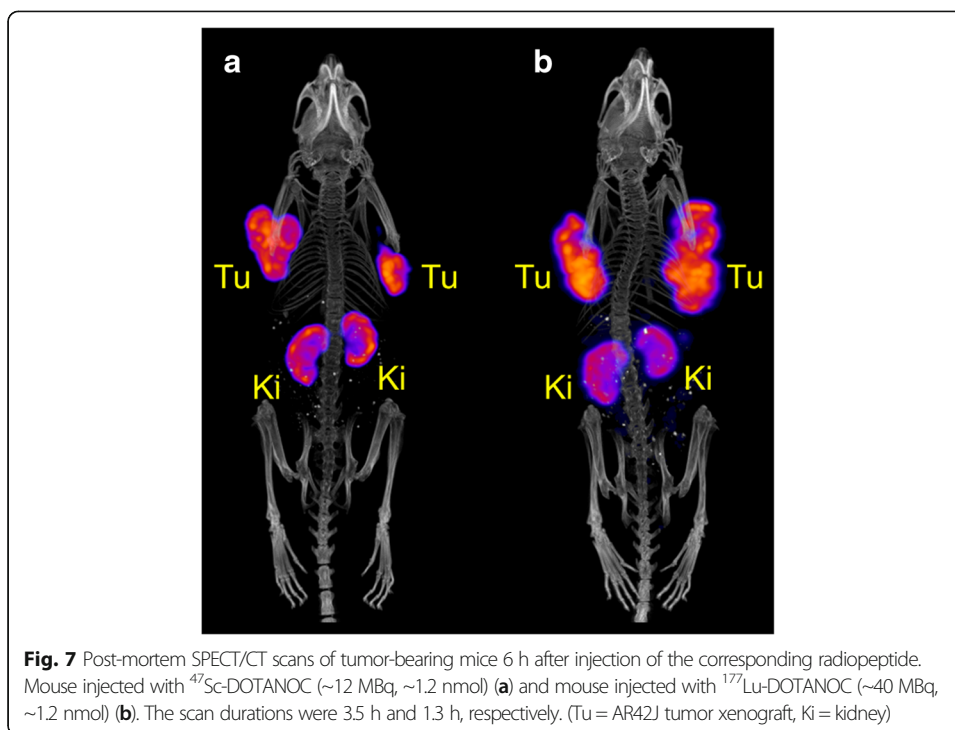 a
b
Tu
Tu
Tu
Tu
Ki
Ki
Ki
Ki
Fig. 7 Post-mortem SPECT/CT scans of tumor-bearing mice 6 h after injection of the corresponding radiopeptide.
Mouse injected with ⁴⁷Sc-DOTANOC (~12 MBq, ~1.2 nmol) (a) and mouse injected with ¹⁷⁷Lu-DOTANOC (~40 MBq,
~1.2 nmol) (b). The scan durations were 3.5 h and 1.3 h, respectively. (Tu = AR42J tumor xenograft, Ki = kidney)